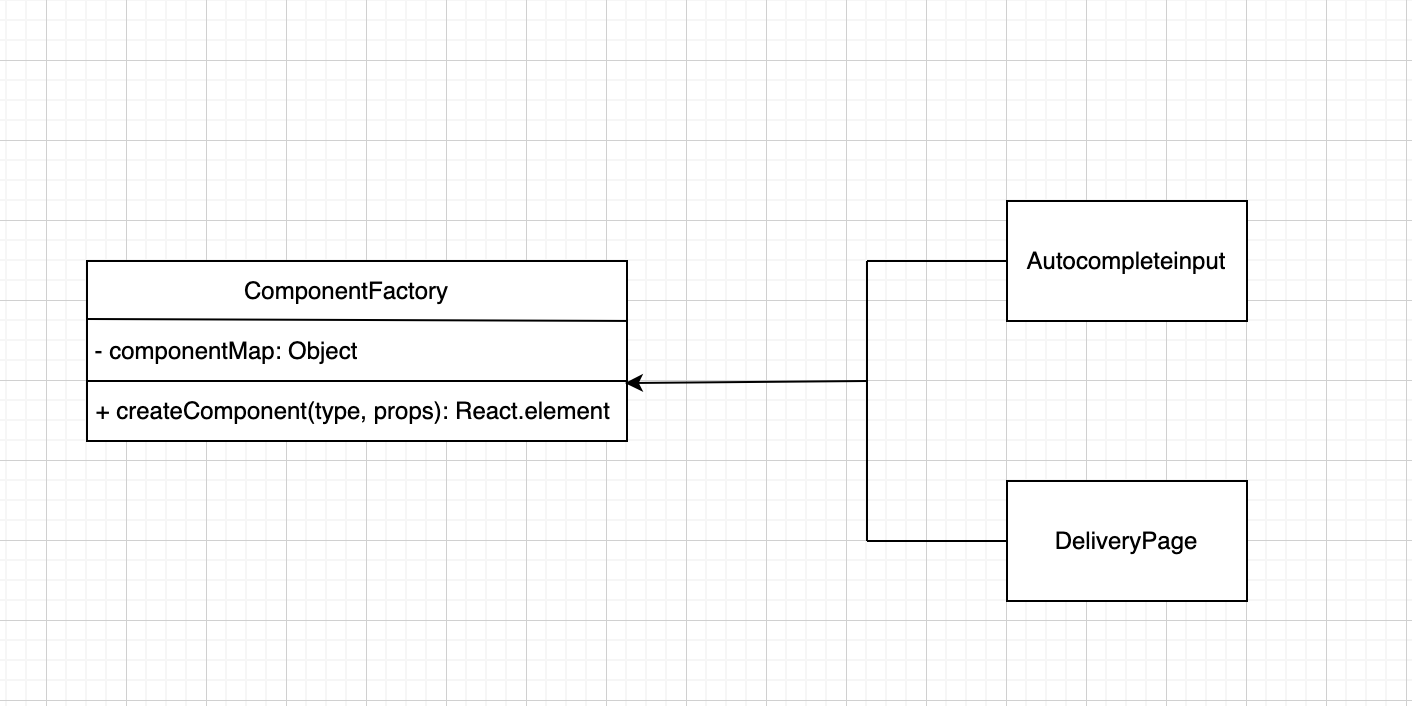 ComponentFactory
- componentMap: Object
+ createComponent(type, props): React.element
Autocompleteinput
DeliveryPage